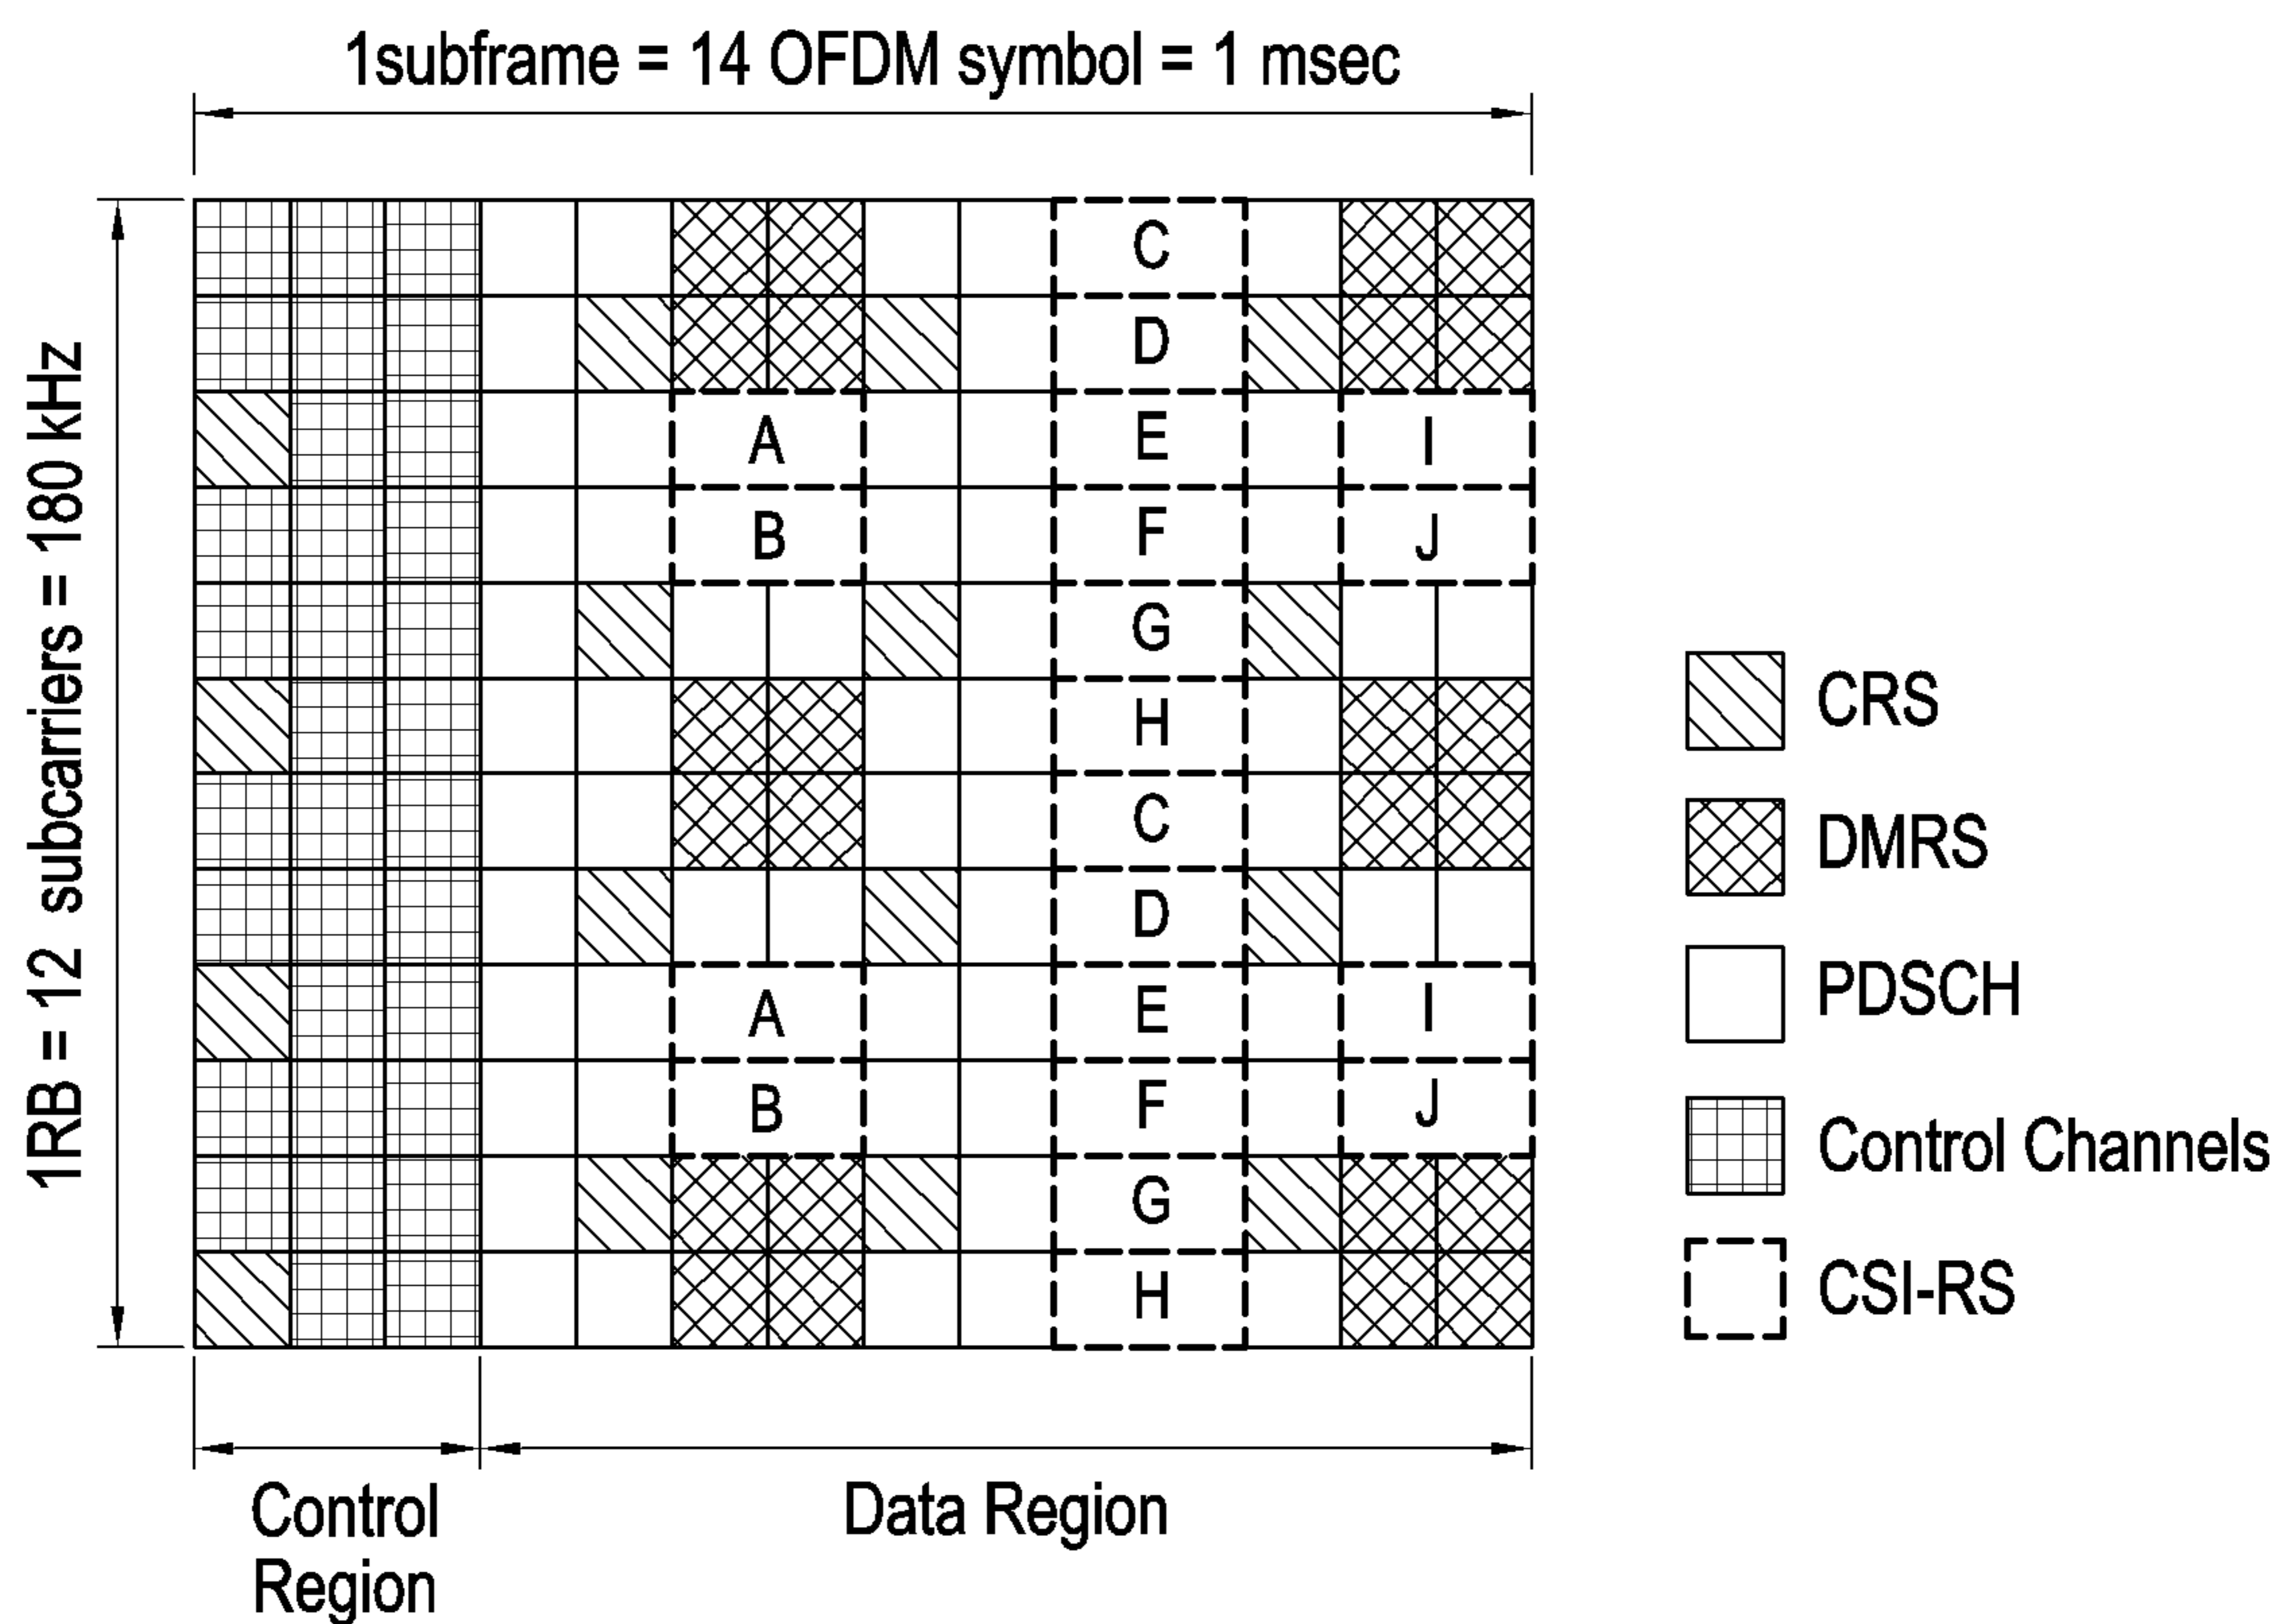 1subframe = 14 OFDM symbol = 1 msec
1RB = 12 subcarriers = 180 kHz
C
D
A E I
B F J
G
H
C
D
A E I
B F J
G
H
CRS
DMRS
PDSCH
Control Channels
CSI-RS
Control
Region
Data Region